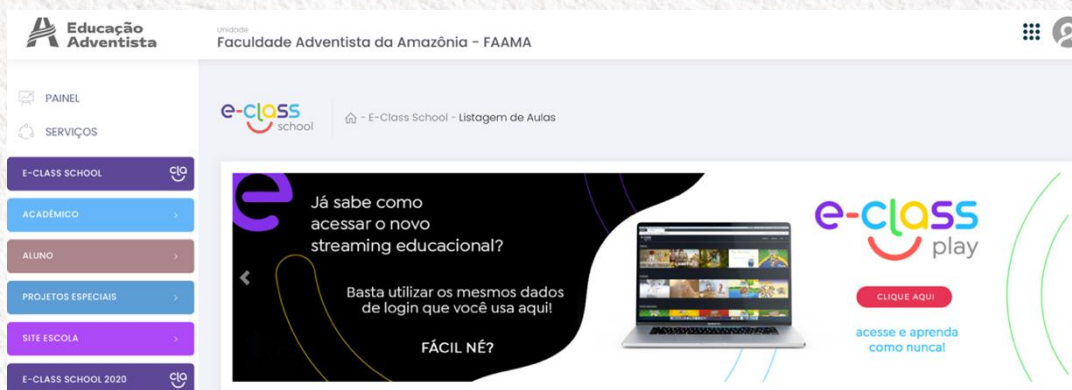 Educação
Adventista
Unidade
Faculdade Adventista da Amazônia - FAAMA
PAINEL
SERVIÇOS
E-CLASS SCHOOL
ACADÊMICO
ALUNO
PROJETOS ESPECIAIS
SITE ESCOLA
E-CLASS SCHOOL 2020
e-class
school
- E-Class School - Listagem de Aulas
e
Já sabe como
acessar o novo
streaming educacional?
Basta utilizar os mesmos dados
de login que você usa aqui!
FÁCIL NÉ?
e-class
play
CLIQUE AQUI
acesse e aprenda
como nunca!